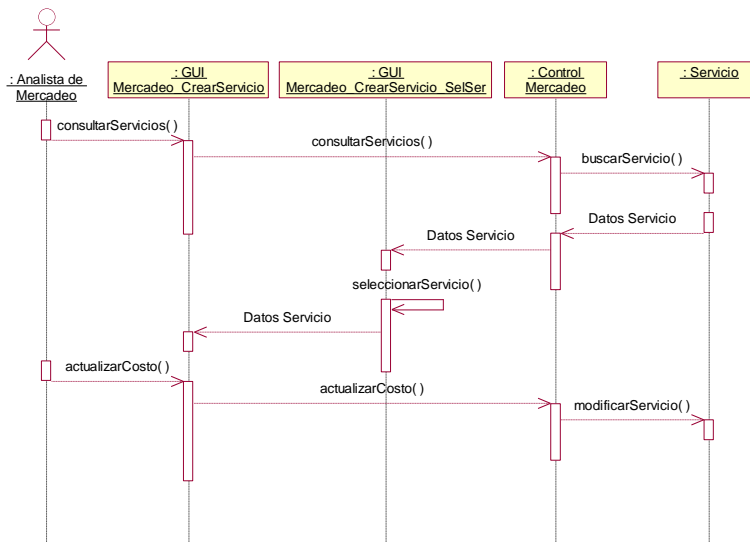 : Analista de
Mercadeo
: GUI
Mercadeo_CrearServicio
: GUI
Mercadeo_CrearServicio_SelSer
: Control
Mercadeo
: Servicio
consultarServicios( )
consultarServicios( )
buscarServicio( )
Datos Servicio
Datos Servicio
seleccionarServicio( )
Datos Servicio
actualizarCosto( )
actualizarCosto( )
modificarServicio( )